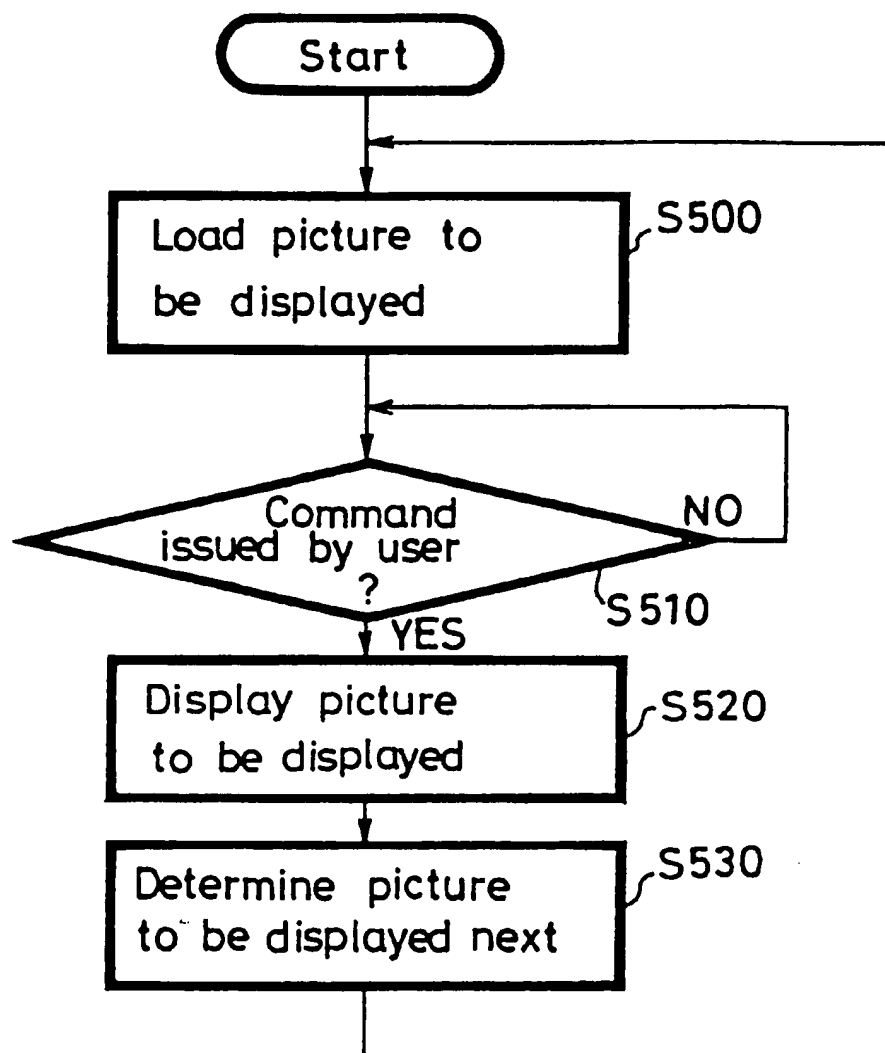 Start
Load picture to
be displayed
S500
Command
issued by user
?
NO
S510
YES
Display picture
to be displayed
S520
Determine picture
to be displayed next
S530